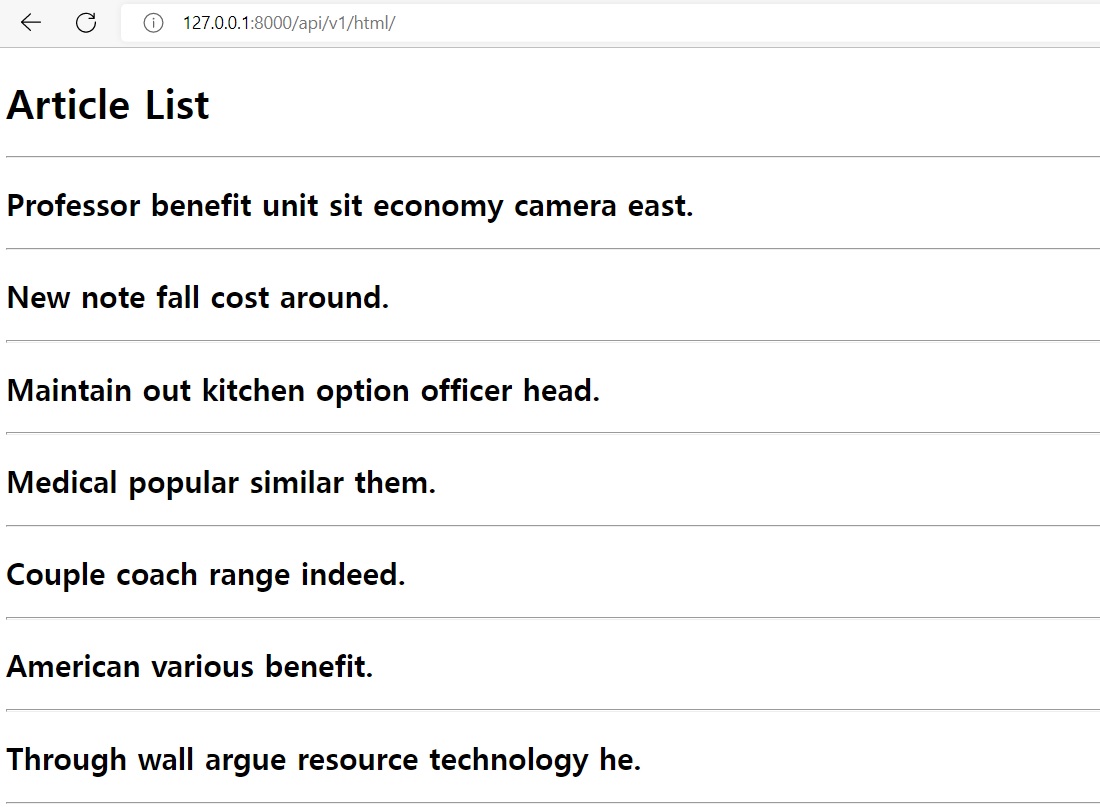 127.0.0.1:8000/api/v1/html/
Article List
Professor benefit unit sit economy camera east.
New note fall cost around.
Maintain out kitchen option officer head.
Medical popular similar them.
Couple coach range indeed.
American various benefit.
Through wall argue resource technology he.